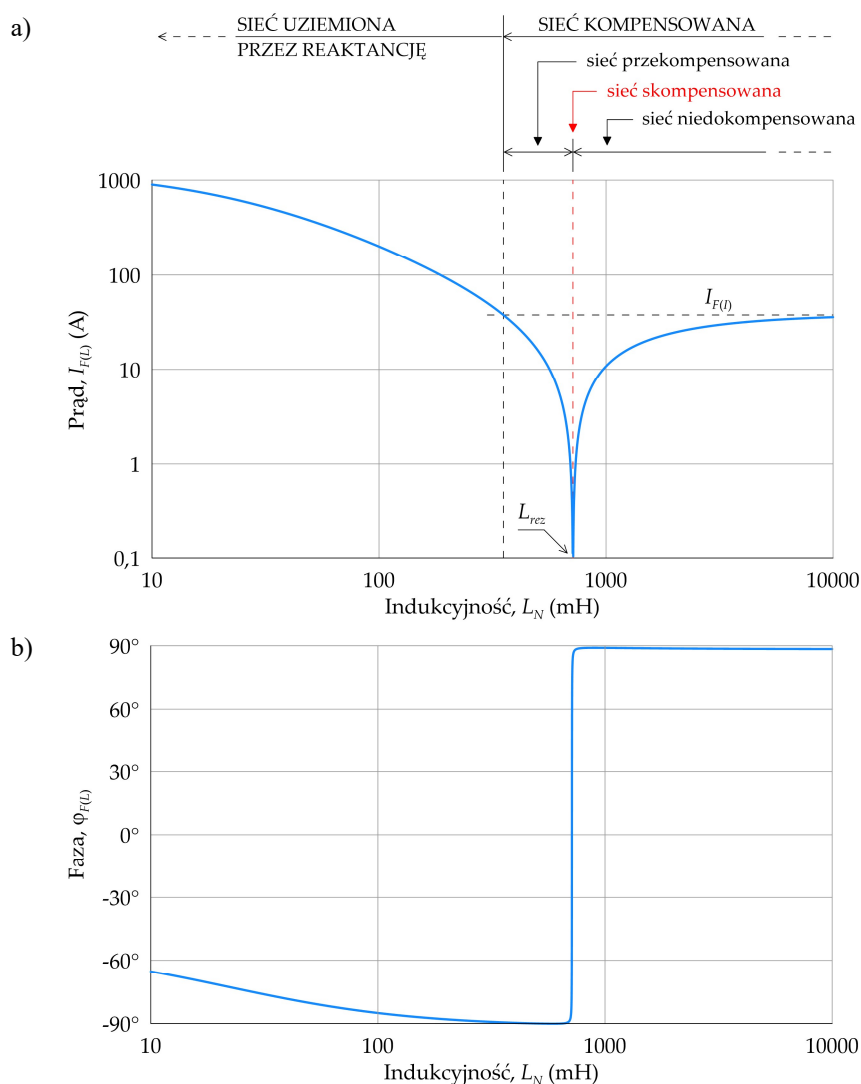 a)
SIEĆ UZIEMIONA
PRZEZ REAKTANCJĘ
SIEĆ KOMPENSOWANA
sieć przekompensowana
sieć skompensowana
sieć niedokompensowana
1000
100
10
1
0,1
Prąd, I_F(L) (A)
I_F(I)
L_rez
10
100
1000
10000
Indukcyjność, L_N (mH)
b)
90°
60°
30°
0°
-30°
-60°
-90°
Faza, φ_F(L)
10
100
1000
10000
Indukcyjność, L_N (mH)